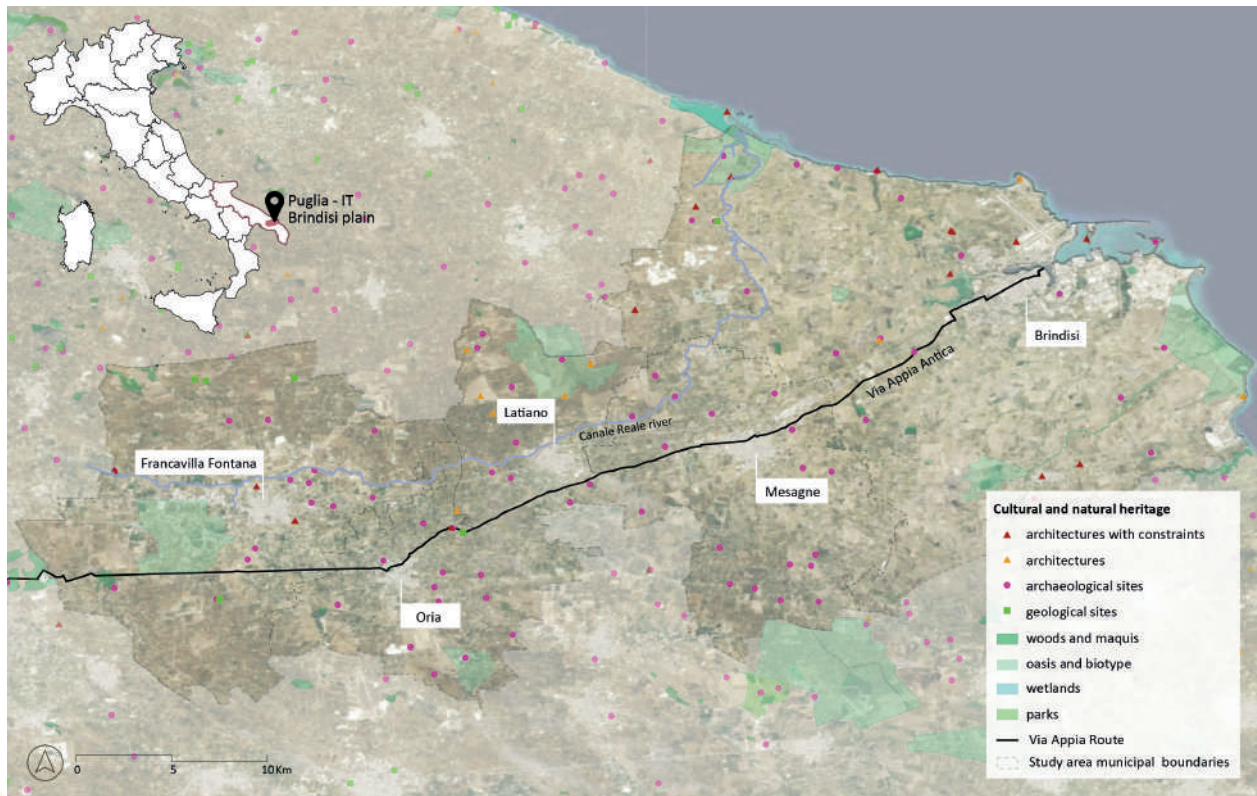 Puglia - IT
Brindisi plain
Brindisi
Via Appia Antica
Latiano
Canale Reale river
Francavilla Fontana
Mesagne
Oria
Cultural and natural heritage
architectures with constraints
architectures
archaeological sites
geological sites
woods and maquis
oasis and biotype
wetlands
parks
Via Appia Route
Study area municipal boundaries
0 5 10 Km